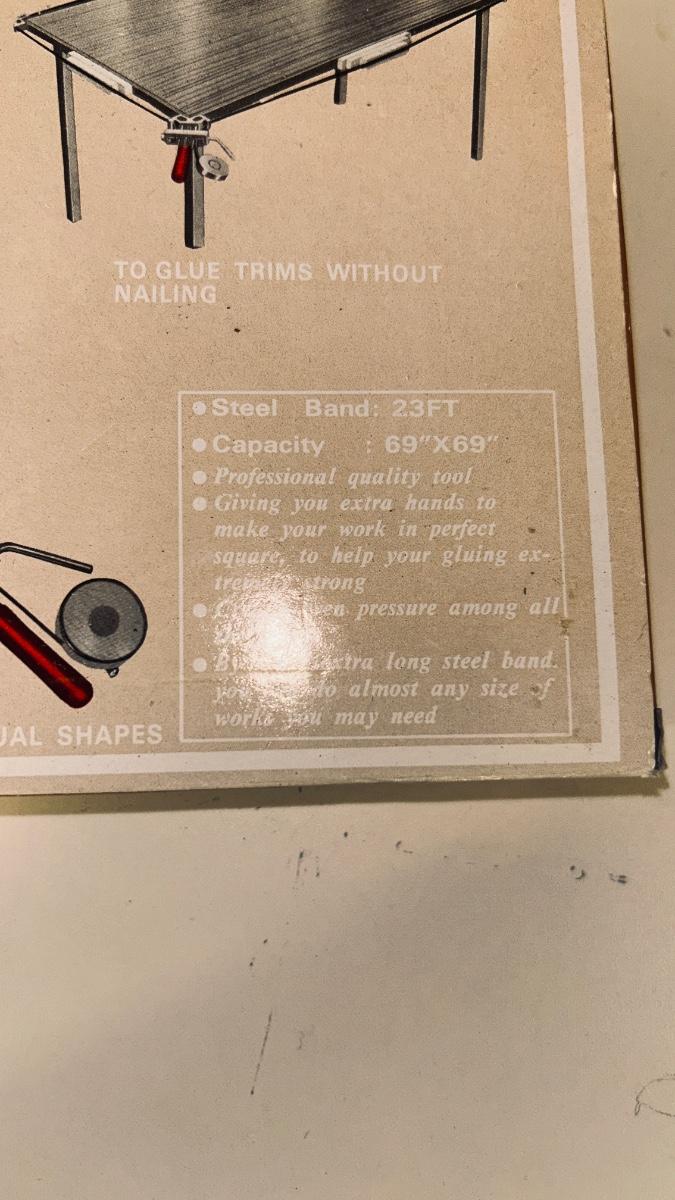 TO GLUE TRIMS WITHOUT
NAILING
● Steel Band: 23FT
● Capacity : 69"X69"
● Professional quality tool
● Giving you extra hands to
make your work in perfect
square, to help your gluing ex-
strong
● pressure among all
● extra long steel band.
you do almost any size of
works you may need
SHAPES